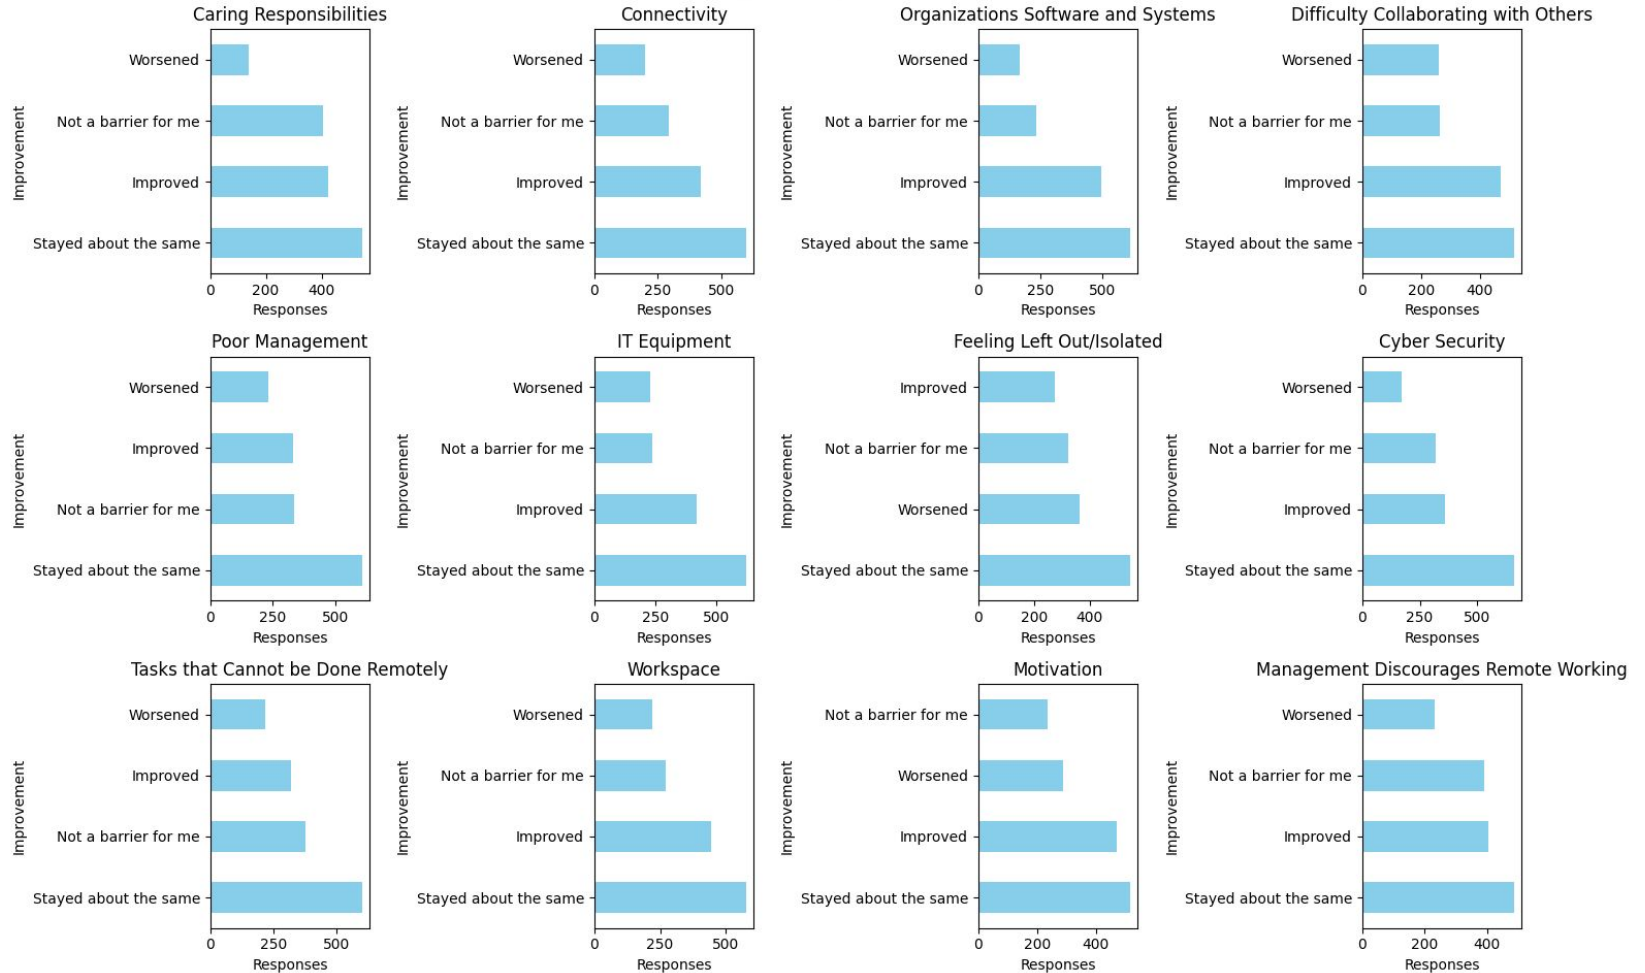 Caring Responsibilities
Improvement
Worsened
Not a barrier for me
Improved
Stayed about the same
0 200 400
Responses
Connectivity
Improvement
Worsened
Not a barrier for me
Improved
Stayed about the same
0 250 500
Responses
Organizations Software and Systems
Improvement
Worsened
Not a barrier for me
Improved
Stayed about the same
0 250 500
Responses
Difficulty Collaborating with Others
Improvement
Worsened
Not a barrier for me
Improved
Stayed about the same
0 200 400
Responses
Poor Management
Improvement
Worsened
Improved
Not a barrier for me
Stayed about the same
0 250 500
Responses
IT Equipment
Improvement
Worsened
Not a barrier for me
Improved
Stayed about the same
0 250 500
Responses
Feeling Left Out/Isolated
Improvement
Improved
Not a barrier for me
Worsened
Stayed about the same
0 200 400
Responses
Cyber Security
Improvement
Worsened
Not a barrier for me
Improved
Stayed about the same
0 500
Responses
Tasks that Cannot be Done Remotely
Improvement
Worsened
Improved
Not a barrier for me
Stayed about the same
0 500
Responses
Workspace
Improvement
Worsened
Not a barrier for me
Improved
Stayed about the same
0 250 500
Responses
Motivation
Improvement
Not a barrier for me
Worsened
Improved
Stayed about the same
0 200 400
Responses
Management Discourages Remote Working
Improvement
Worsened
Not a barrier for me
Improved
Stayed about the same
0 200 400
Responses